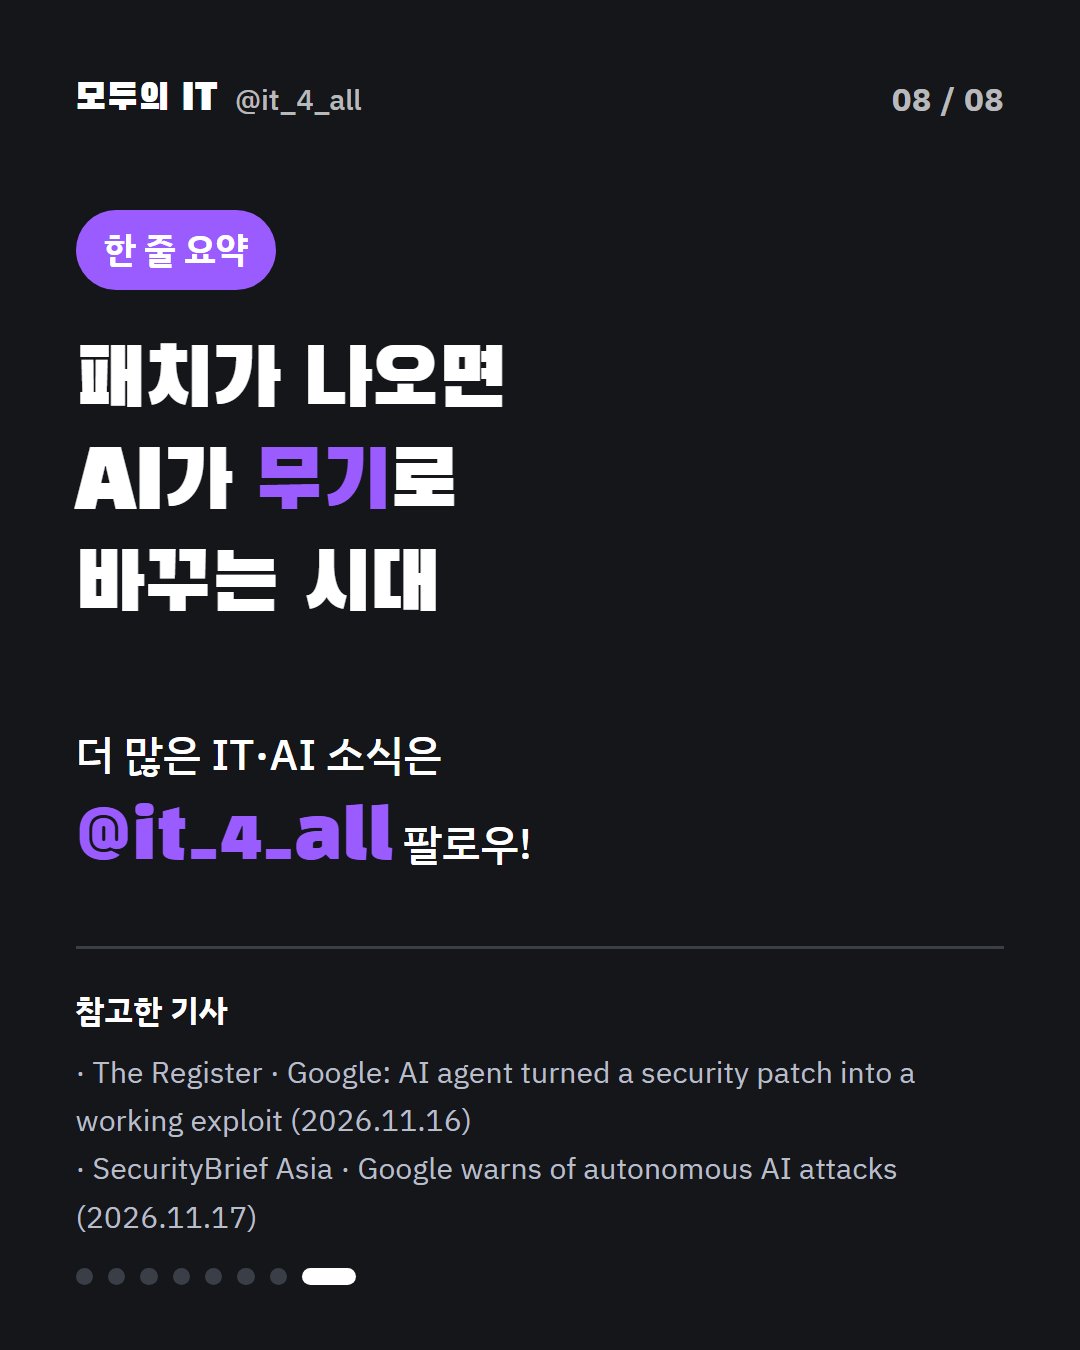 모두의 IT @it_4_all
08 / 08
한 줄 요약
패치가 나오면
AI가 무기로
바꾸는 시대
더 많은 IT·AI 소식은
@it_4_all 팔로우!
참고한 기사
· The Register · Google: AI agent turned a security patch into a
working exploit (2026.11.16)
· SecurityBrief Asia · Google warns of autonomous AI attacks
(2026.11.17)